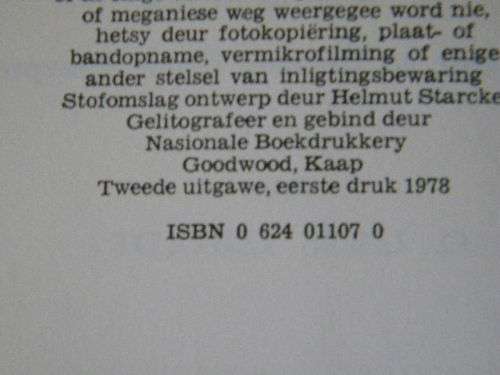 of meganiese weg weergegee word nie,
hetsy deur fotokopiëring, plaat- of
bandopname, vermikrofilming of enige
ander stelsel van inligtingsbewaring
Stofomslag ontwerp deur Helmut Starcke
Gelitografeer en gebind deur
Nasionale Boekdrukkery
Goodwood, Kaap
Tweede uitgawe, eerste druk 1978
ISBN 0 624 01107 0